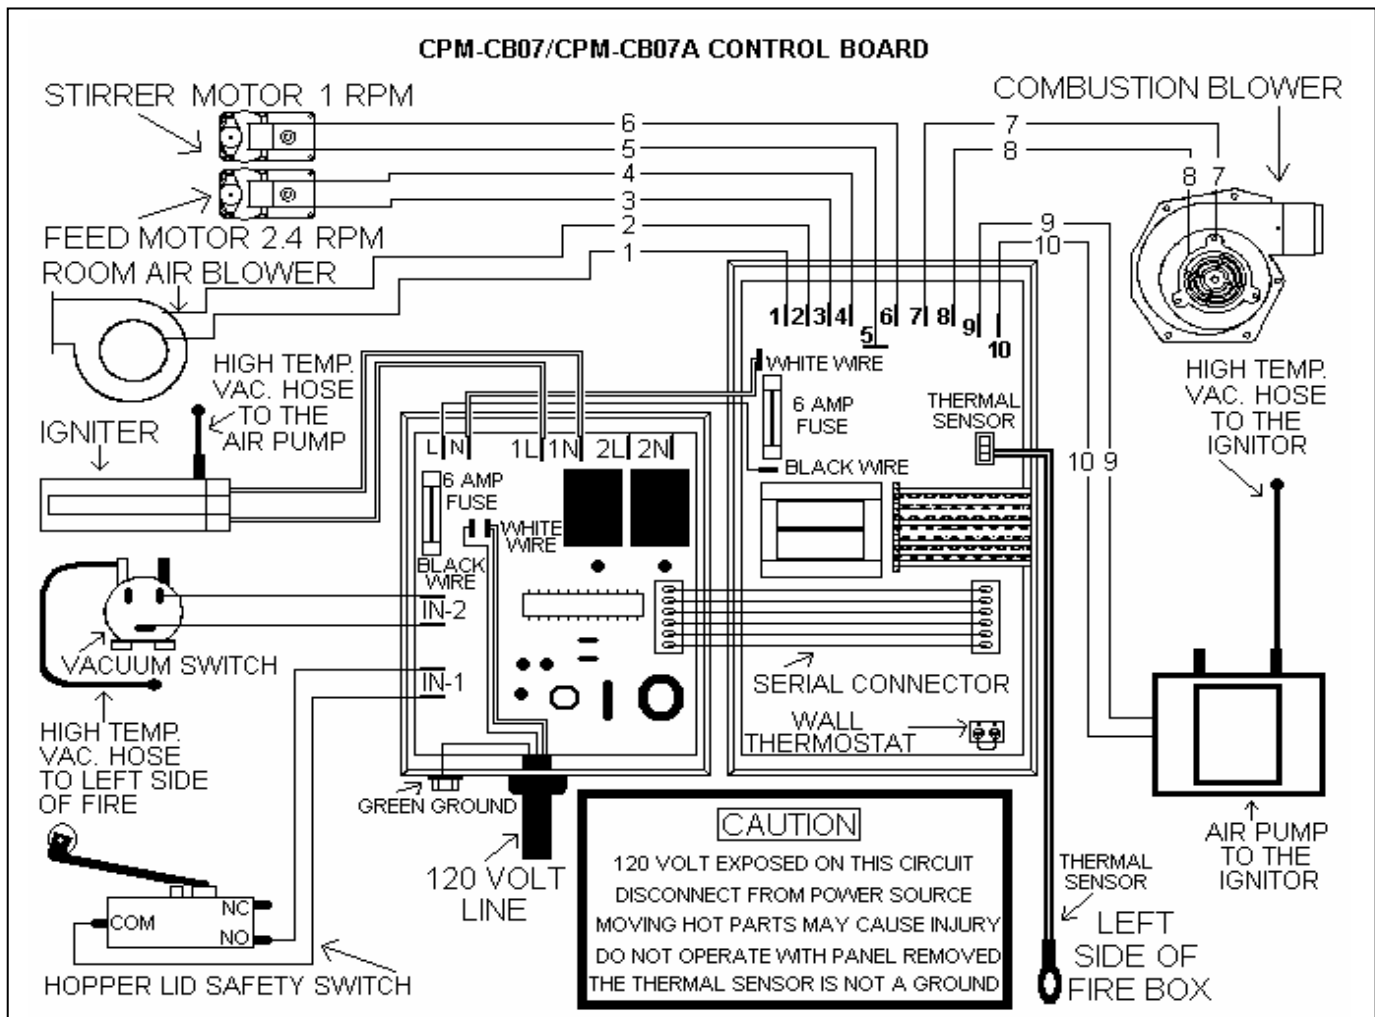 CPM-CB07/CPM-CB07A CONTROL BOARD
STIRRER MOTOR 1 RPM
COMBUSTION BLOWER
6
5
4
3
2
1
7
8
8 7
9
10
FEED MOTOR 2.4 RPM
ROOM AIR BLOWER
HIGH TEMP.
VAC. HOSE
TO THE
AIR PUMP
IGNITER
1 2 3 4 5 6 7 8 9 10
WHITE WIRE
6 AMP
FUSE
BLACK WIRE
THERMAL
SENSOR
10 9
HIGH TEMP.
VAC. HOSE
TO THE
IGNITOR
L N 1L 1N 2L 2N
6 AMP
FUSE
WHITE
WIRE
BLACK
WIRE
IN-2
IN-1
VACUUM SWITCH
HIGH TEMP.
VAC. HOSE
TO LEFT SIDE
OF FIRE
SERIAL CONNECTOR
WALL
THERMOSTAT
GREEN GROUND
120 VOLT
LINE
COM
NC
NO
HOPPER LID SAFETY SWITCH
CAUTION
120 VOLT EXPOSED ON THIS CIRCUIT
DISCONNECT FROM POWER SOURCE
MOVING HOT PARTS MAY CAUSE INJURY
DO NOT OPERATE WITH PANEL REMOVED
THE THERMAL SENSOR IS NOT A GROUND
THERMAL
SENSOR
LEFT
SIDE OF
FIRE BOX
AIR PUMP
TO THE
IGNITOR